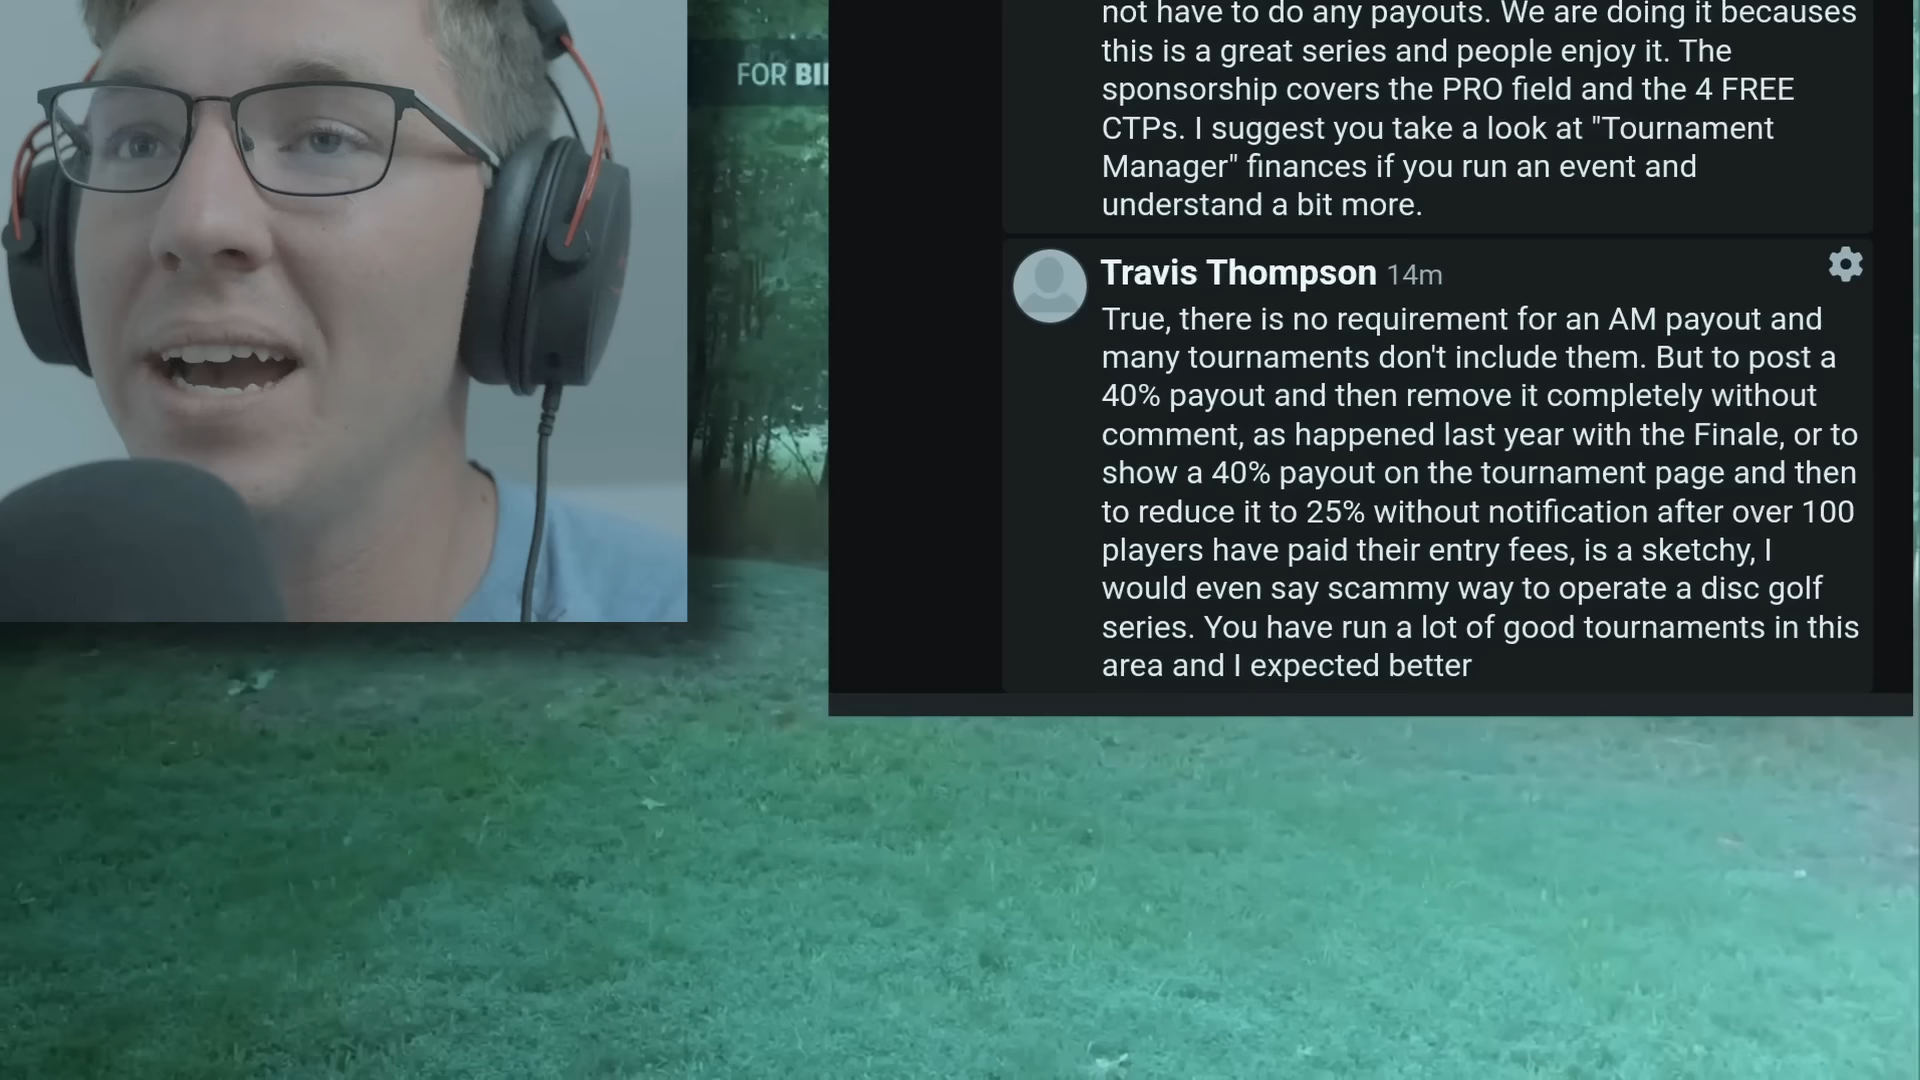 not have to do any payouts. We are doing it becauses
this is a great series and people enjoy it. The
FOR BI
sponsorship covers the PRO field and the 4 FREE
CTPs. I suggest you take a look at "Tournament
Manager" finances if you run an event and
understand a bit more.
Travis Thompson 14m
True, there is no requirement for an AM payout and
many tournaments don't include them. But to post a
40% payout and then remove it completely without
comment, as happened last year with the Finale, or to
show a 40% payout on the tournament page and then
to reduce it to 25% without notification after over 100
players have paid their entry fees, is a sketchy, I
would even say scammy way to operate a disc golf
series. You have run a lot of good tournaments in this
area and I expected better